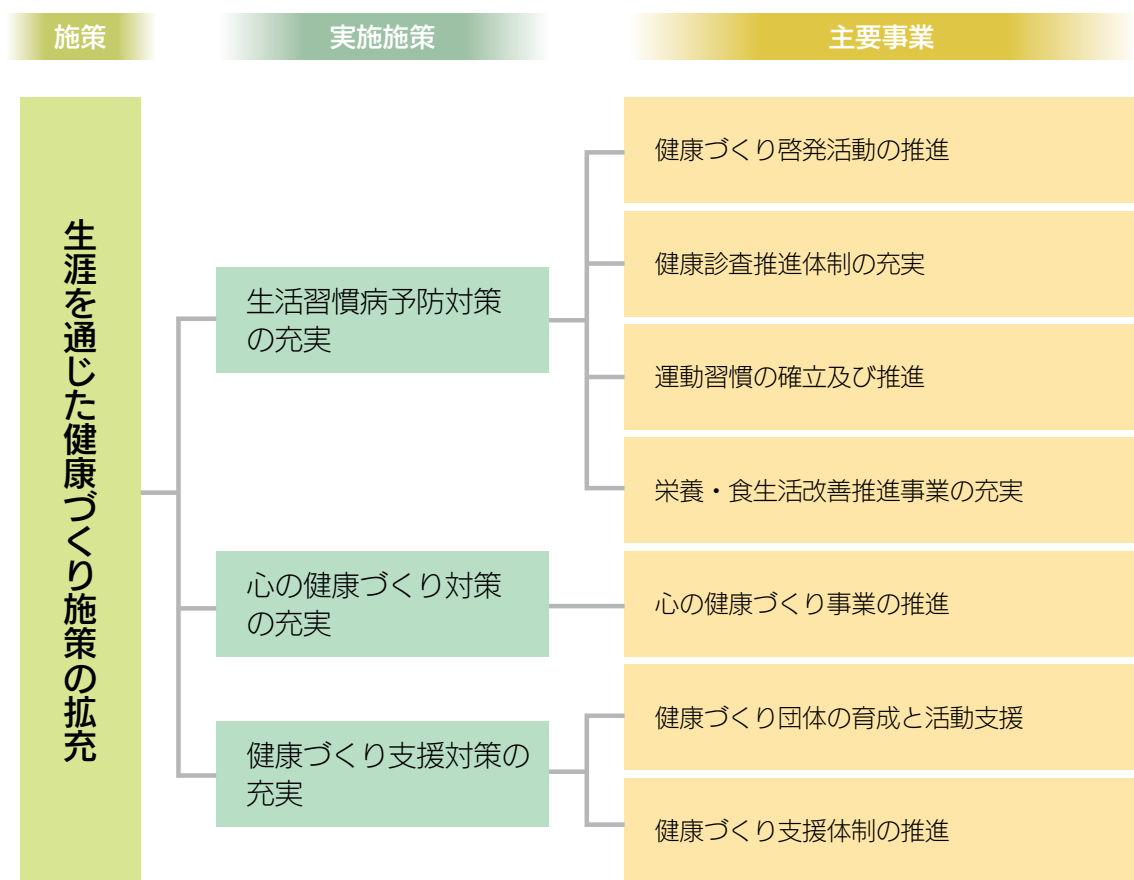 施策
実施施策
主要事業
生涯を通じた健康づくり施策の拡充
生活習慣病予防対策
の充実
健康づくり啓発活動の推進
健康診査推進体制の充実
運動習慣の確立及び推進
栄養・食生活改善推進事業の充実
心の健康づくり対策
の充実
心の健康づくり事業の推進
健康づくり支援対策の
充実
健康づくり団体の育成と活動支援
健康づくり支援体制の推進